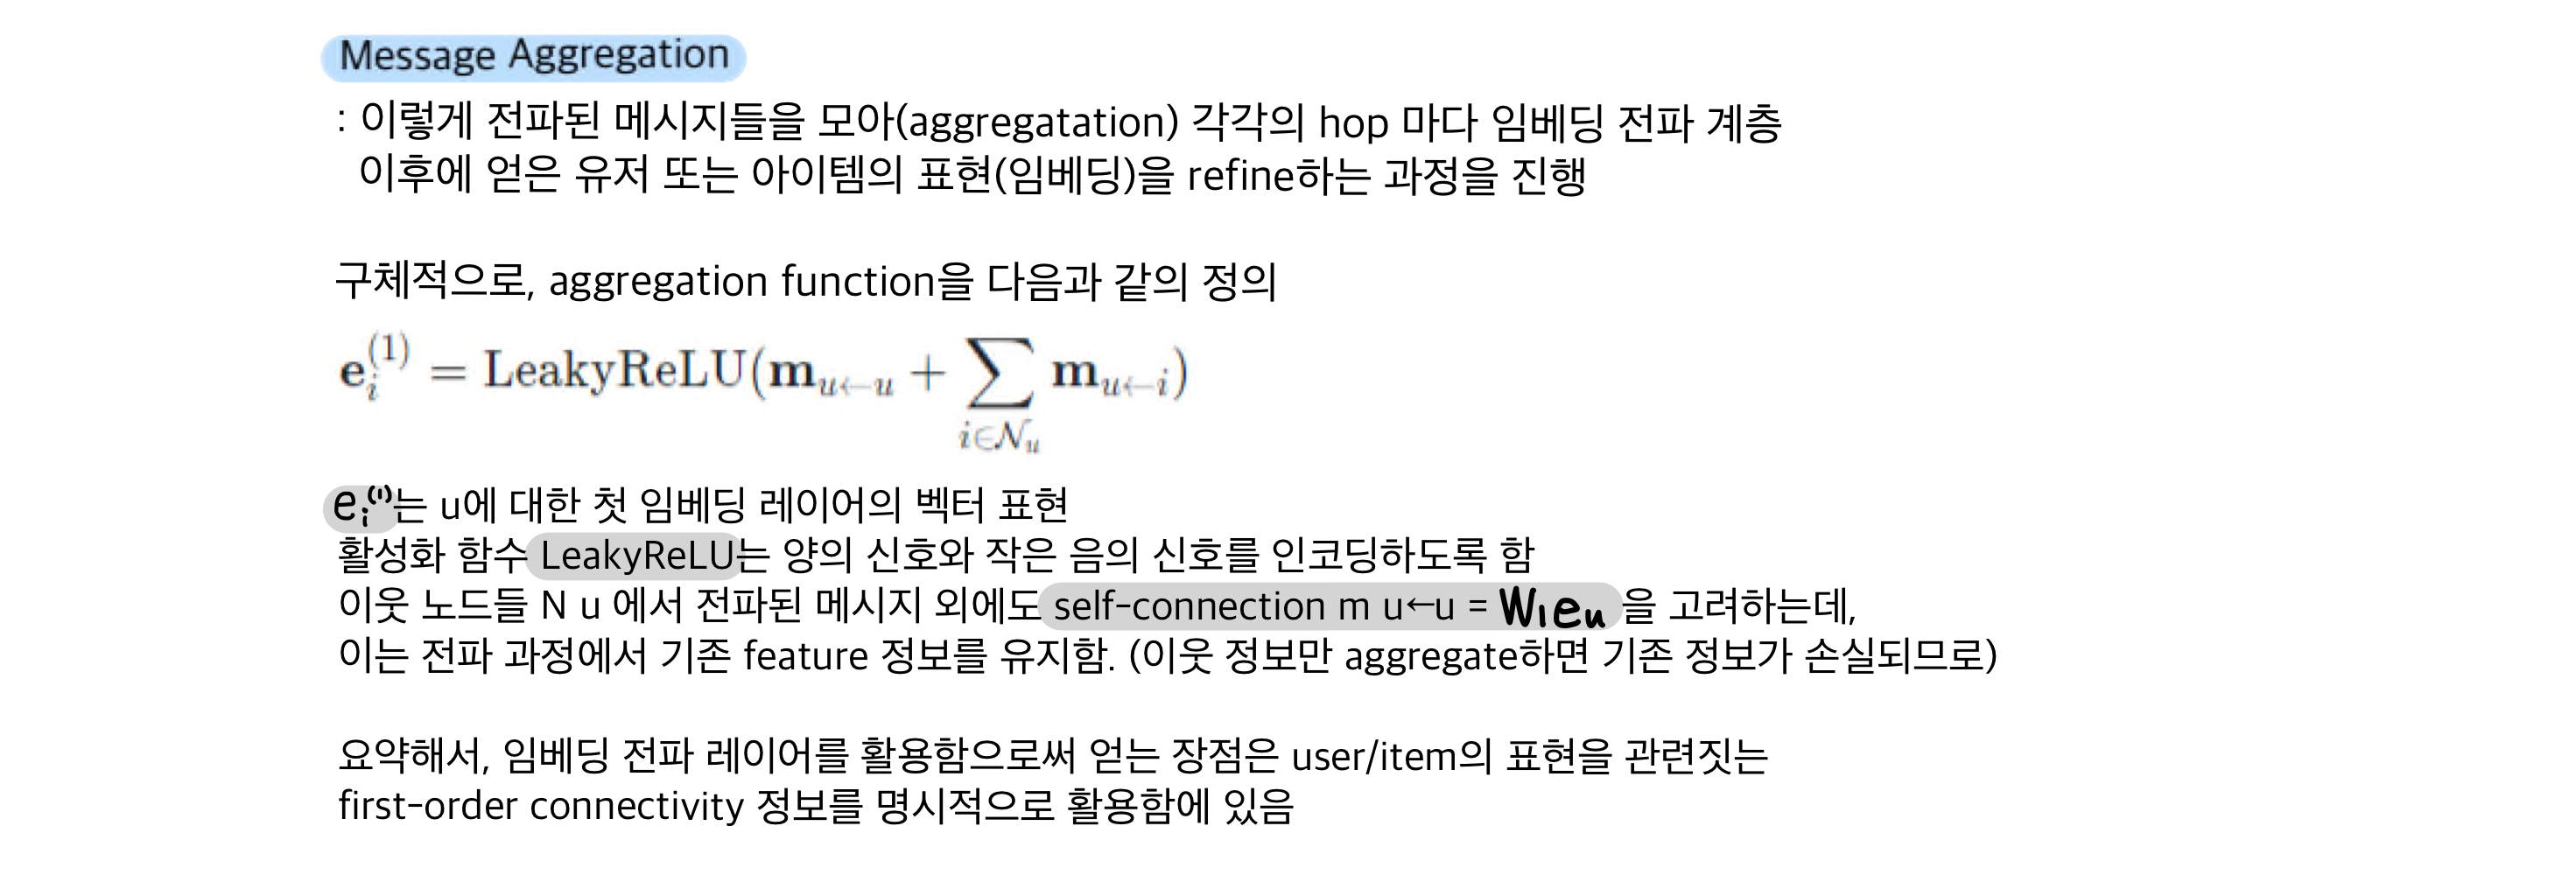 Message Aggregation
: 이렇게 전파된 메시지들을 모아(aggregatation) 각각의 hop 마다 임베딩 전파 계층
이후에 얻은 유저 또는 아이템의 표현(임베딩)을 refine하는 과정을 진행
구체적으로, aggregation function을 다음과 같의 정의
e_i^{(1)} = LeakyReLU(m_{u←u} + ∑_{i∈N_u} m_{u←i})
e_i^{(1)}는 u에 대한 첫 임베딩 레이어의 벡터 표현
활성화 함수 LeakyReLU는 양의 신호와 작은 음의 신호를 인코딩하도록 함
이웃 노드들 N u 에서 전파된 메시지 외에도 self-connection m u←u = W₁eᵤ 을 고려하는데,
이는 전파 과정에서 기존 feature 정보를 유지함. (이웃 정보만 aggregate하면 기존 정보가 손실되므로)
요약해서, 임베딩 전파 레이어를 활용함으로써 얻는 장점은 user/item의 표현을 관련짓는
first-order connectivity 정보를 명시적으로 활용함에 있음